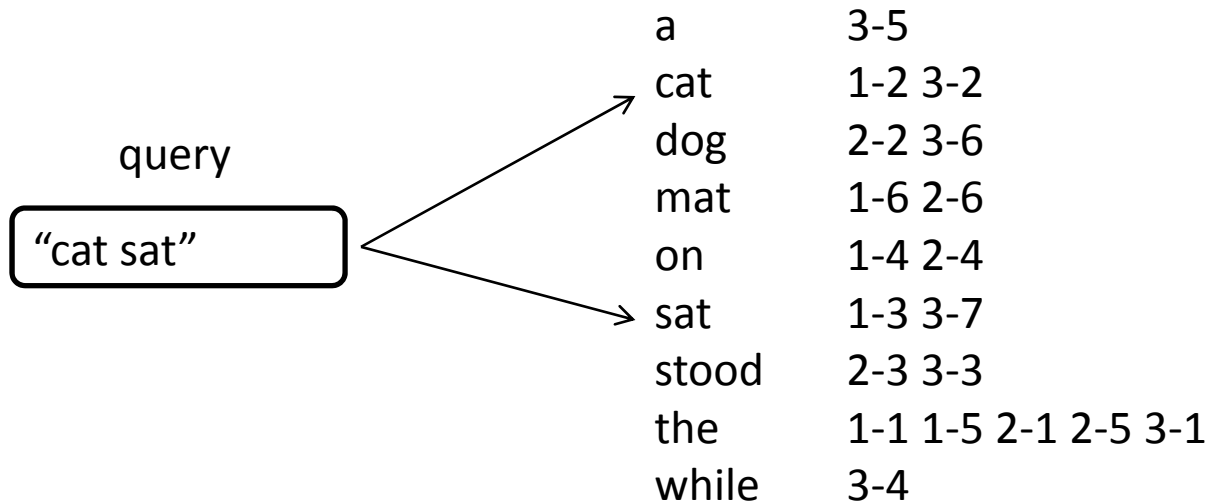 query
“cat sat”
a 3-5
cat 1-2 3-2
dog 2-2 3-6
mat 1-6 2-6
on 1-4 2-4
sat 1-3 3-7
stood 2-3 3-3
the 1-1 1-5 2-1 2-5 3-1
while 3-4